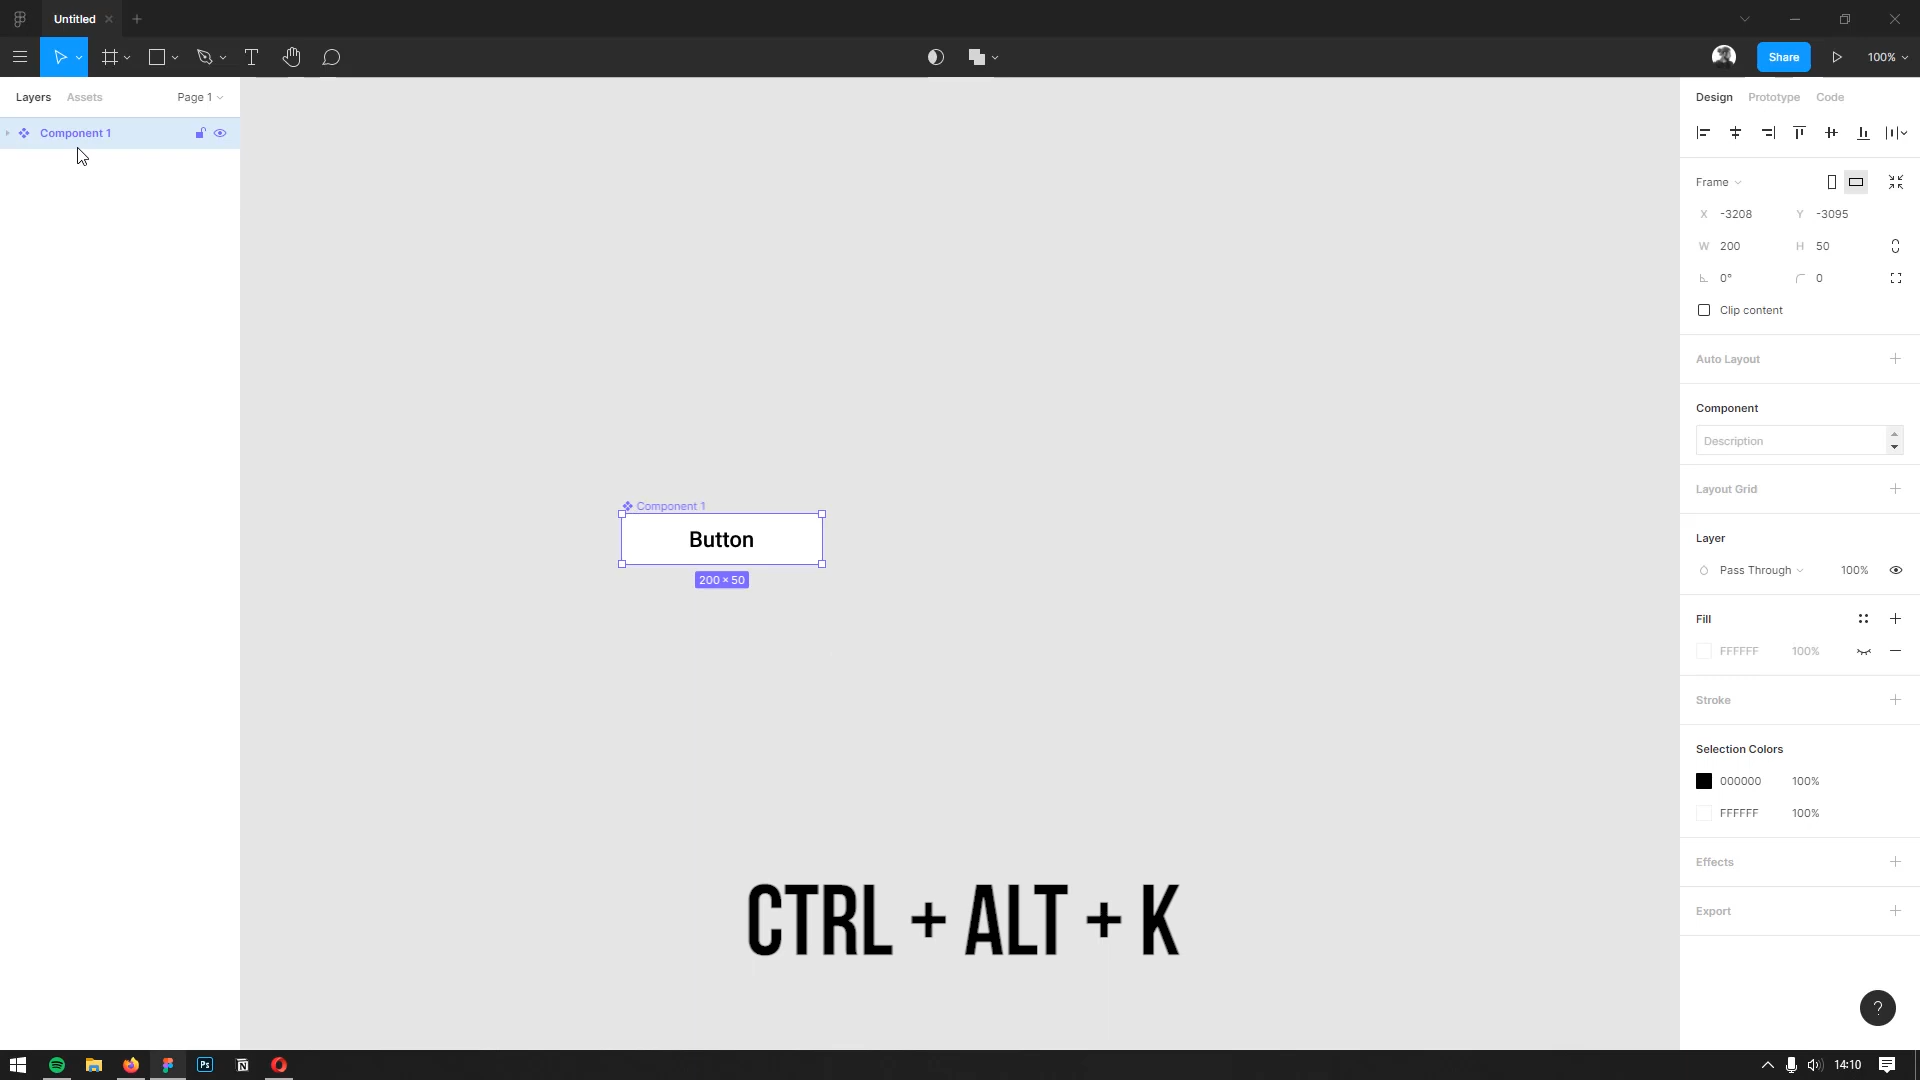 Untitled
100%
Share
Layers
Assets
Page 1
Component 1
Design
Prototype
Code
Frame
X
-3208
Y
-3095
W
200
H
50
0°
0
Clip content
Auto Layout
Component
Description
Layout Grid
Layer
Pass Through
100%
Fill
FFFFFF
100%
Stroke
Selection Colors
000000
100%
FFFFFF
100%
Effects
Export
Component 1
Button
200 × 50
CTRL + ALT + K
?
Ps
N
14:10